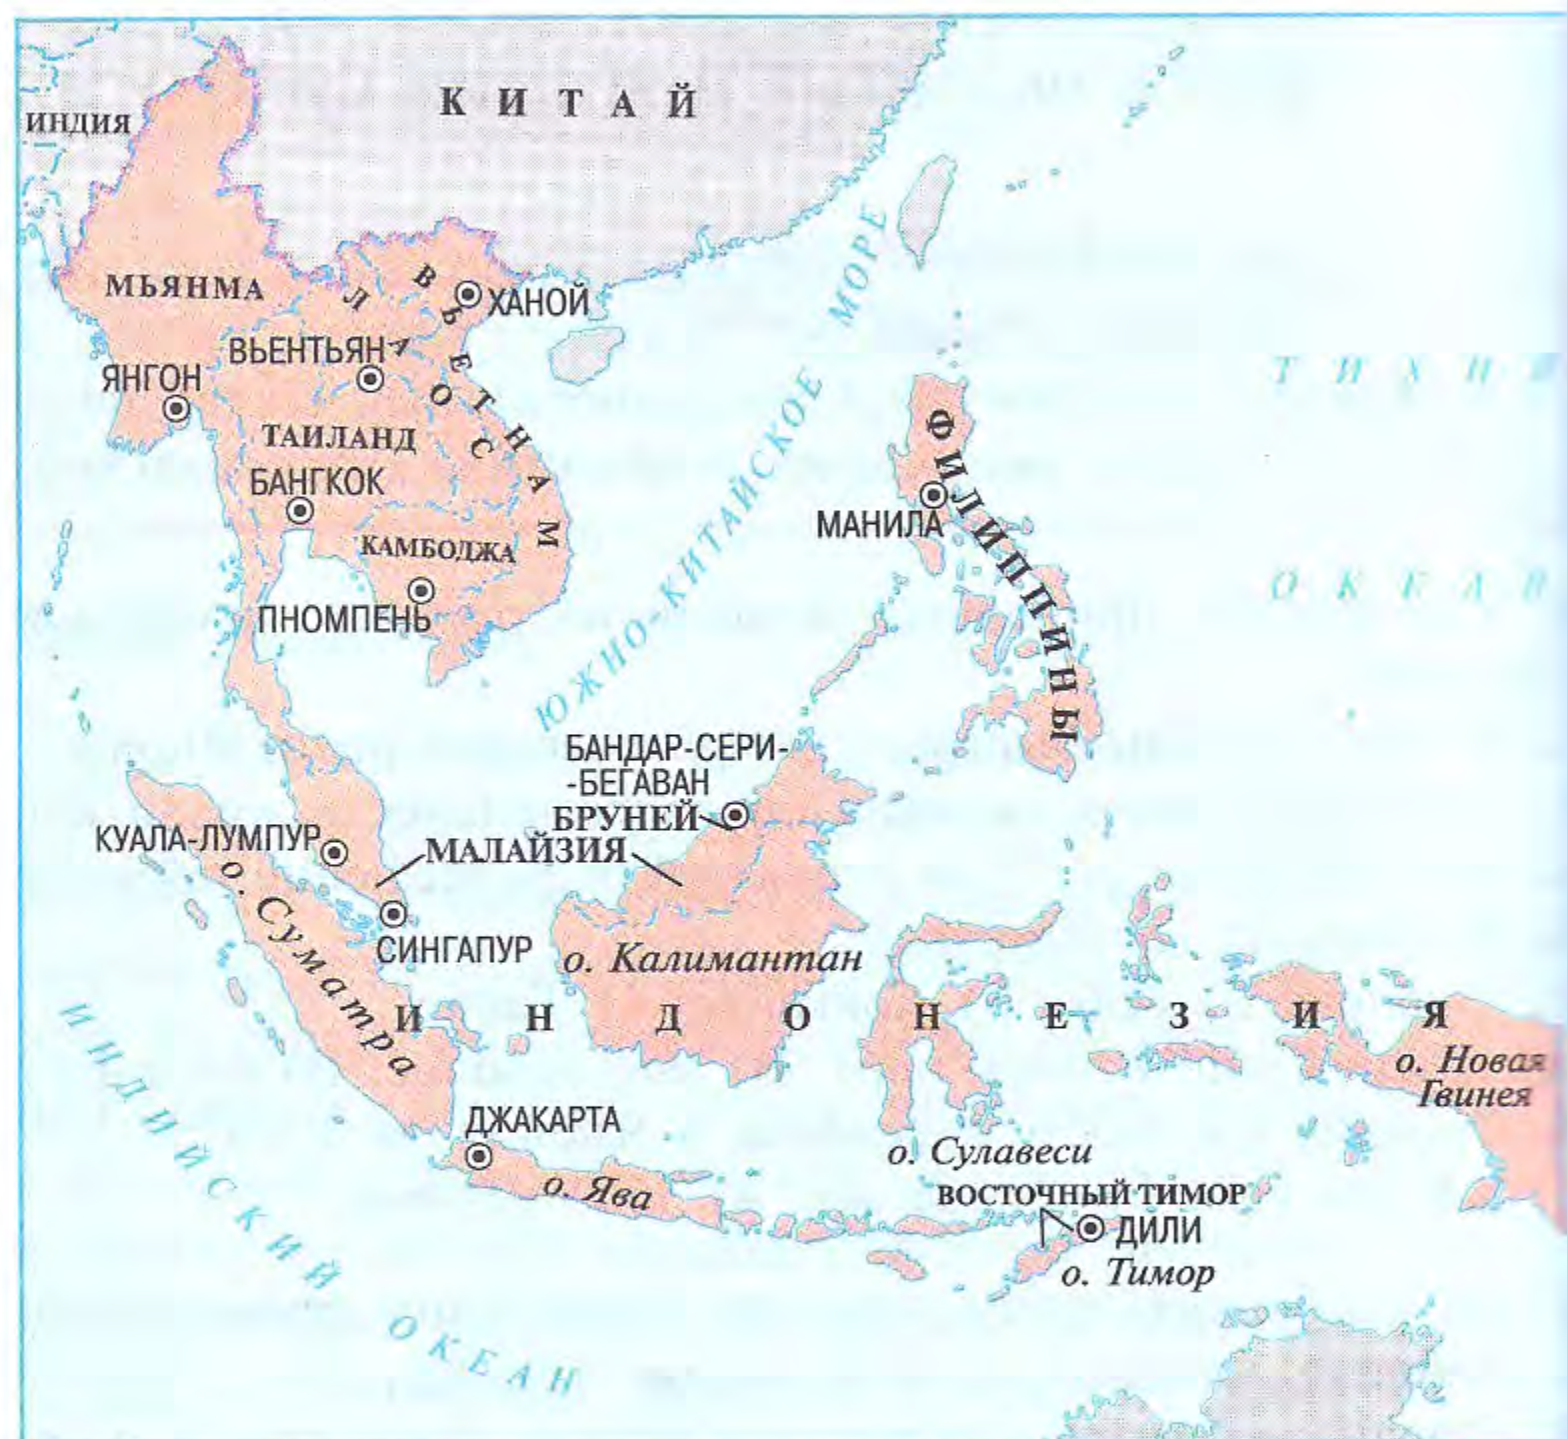 КИТАЙ
ИНДИЯ
МЬЯНМА
ВЬЕТНАМ
ХАНОЙ
ЛАОС
ВЬЕНТЬЯН
ЯНГОН
ТАИЛАНД
БАНГКОК
КАМБОДЖА
ПНОМПЕНЬ
ЮЖНО-КИТАЙСКОЕ МОРЕ
ФИЛИППИНЫ
МАНИЛА
ТИХИЙ
ОКЕАН
БАНДАР-СЕРИ-
-БЕГАВАН
БРУНЕЙ
МАЛАЙЗИЯ
КУАЛА-ЛУМПУР
о. Суматра
СИНГАПУР
о. Калимантан
ИНДОНЕЗИЯ
о. Новая
Гвинея
ДЖАКАРТА
о. Ява
о. Сулавеси
ВОСТОЧНЫЙ ТИМОР
ДИЛИ
о. Тимор
ИНДИЙСКИЙ
ОКЕАН